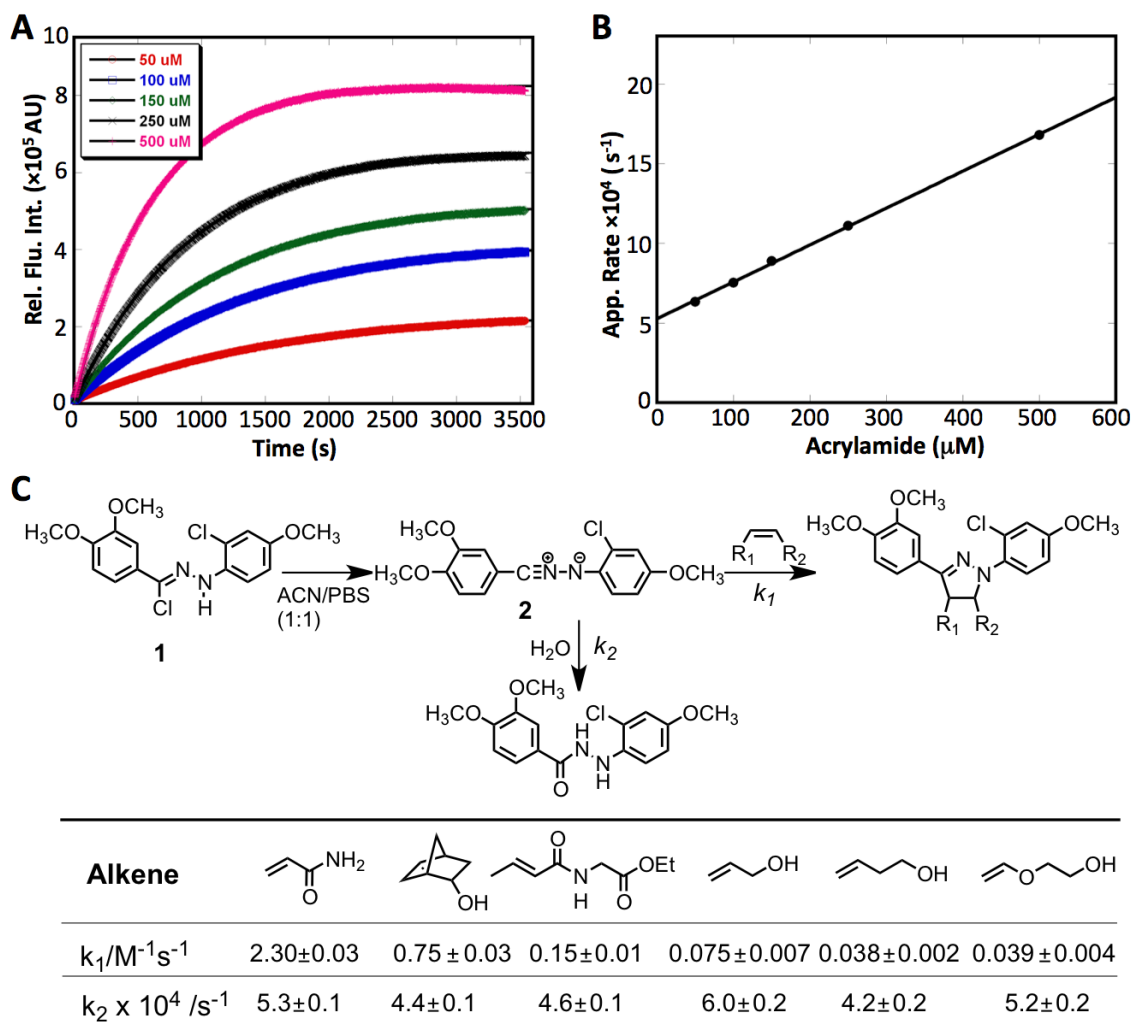 A
10
8
6
4
2
0
Rel. Flu. Int. (×10⁵ AU)
50 uM
100 uM
150 uM
250 uM
500 uM
0 500 1000 1500 2000 2500 3000 3500
Time (s)
B
20
15
10
5
0
App. Rate ×10⁴ ( s⁻¹)
0 100 200 300 400 500 600
Acrylamide (μM)
C
OCH₃
H₃CO
Cl
OCH₃
N
N
H
Cl
1
ACN/PBS
(1:1)
H₃CO
H₃CO
Cl
C≡N–N
⊕
⊖
OCH₃
2
R₁ R₂
k₁
OCH₃
H₃CO
Cl
OCH₃
N
N
R₁ R₂
H₂O
k₂
OCH₃
H₃CO
Cl
OCH₃
H
N
N
H
O
Alkene
NH₂
O
OH
O
N
H
O
OEt
OH
OH
O
OH
k₁/M⁻¹s⁻¹ 2.30±0.03 0.75±0.03 0.15±0.01 0.075±0.007 0.038±0.002 0.039±0.004
k₂ x 10⁴ /s⁻¹ 5.3±0.1 4.4±0.1 4.6±0.1 6.0±0.2 4.2±0.2 5.2±0.2